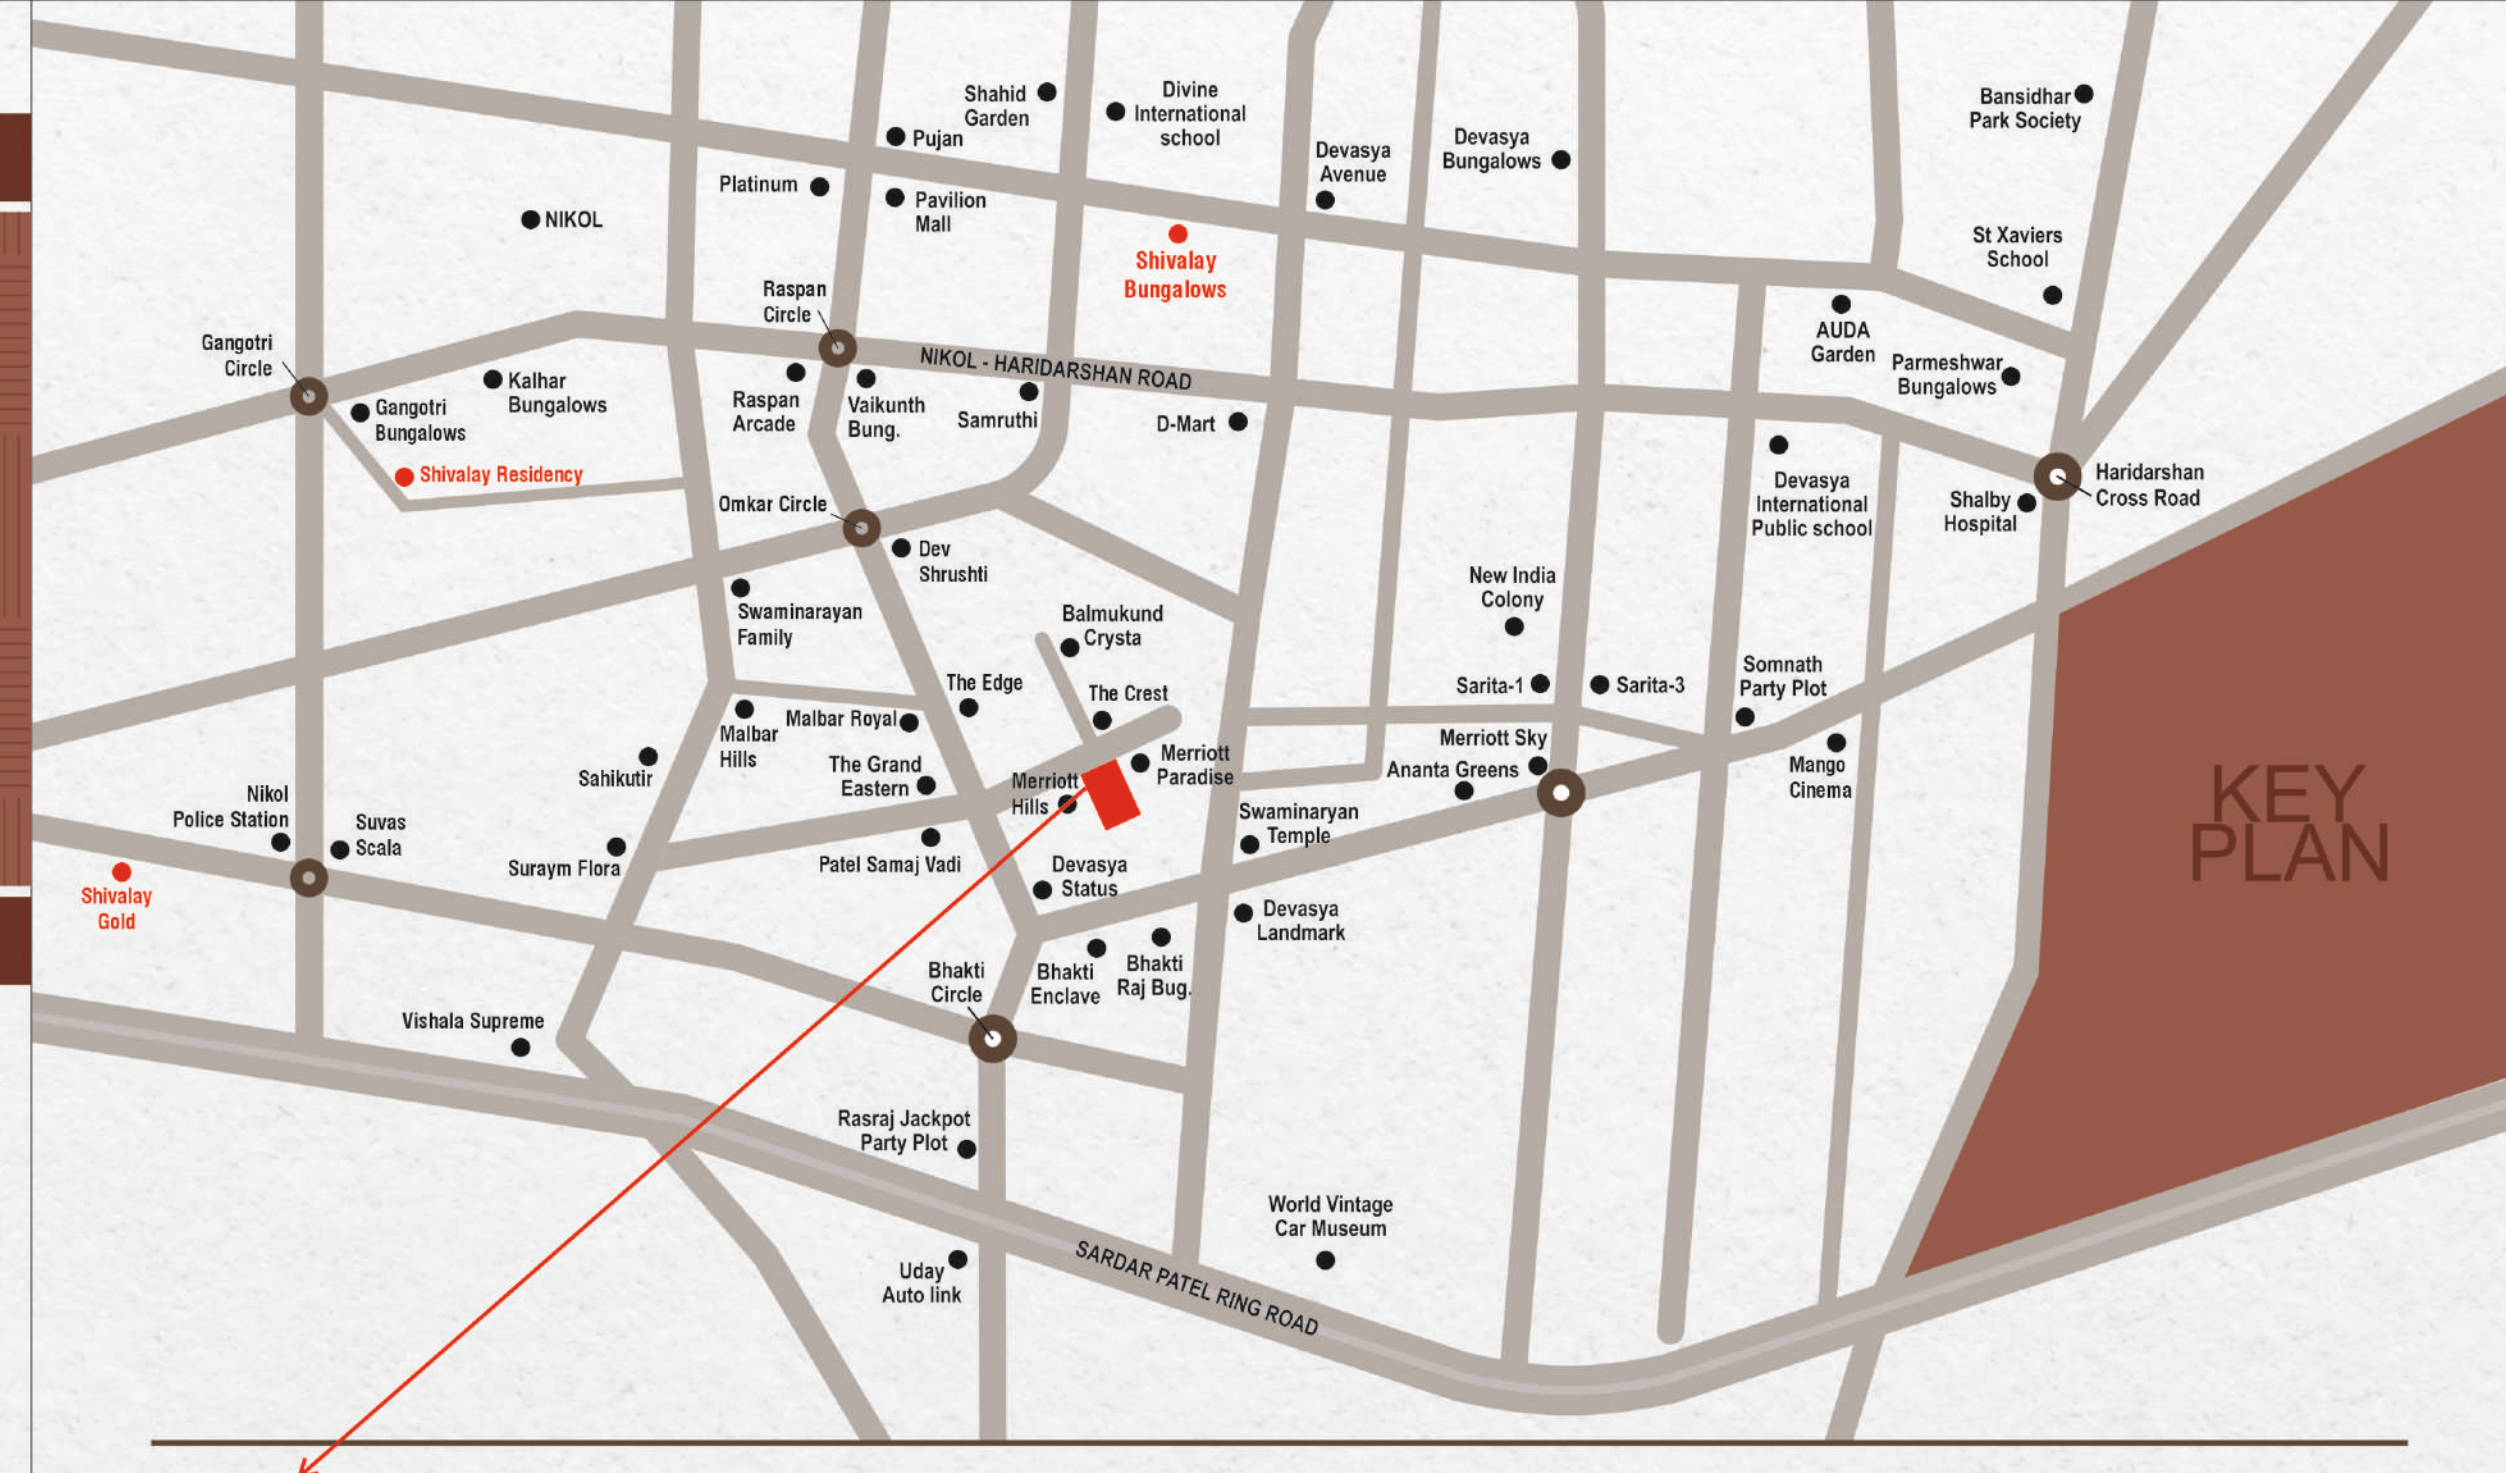 Shahid
Garden
Divine
International
school
Pujan
Platinum
Pavilion
Mall
NIKOL
Devasya
Avenue
Devasya
Bungalows
Bansidhar
Park Society
St Xaviers
School
Shivalay
Bungalows
Raspan
Circle
Gangotri
Circle
NIKOL - HARIDARSHAN ROAD
Kalhar
Bungalows
Gangotri
Bungalows
Raspan
Arcade
Vaikunth
Bung.
Samruthi
D-Mart
AUDA
Garden
Parmeshwar
Bungalows
Shivalay Residency
Omkar Circle
Devasya
International
Public school
Haridarshan
Cross Road
Shalby
Hospital
Dev
Shrushti
Swaminarayan
Family
Balmukund
Crysta
New India
Colony
The Edge
The Crest
Sarita-1
Sarita-3
Somnath
Party Plot
Malbar
Hills
Malbar Royal
Sahikutir
The Grand
Eastern
Merriott
Hills
Merriott
Paradise
Merriott Sky
Ananta Greens
Mango
Cinema
KEY
PLAN
Nikol
Police Station
Suvas
Scala
Suraym Flora
Patel Samaj Vadi
Swaminaryan
Temple
Shivalay
Gold
Devasya
Status
Devasya
Landmark
Bhakti
Circle
Bhakti
Enclave
Bhakti
Raj Bug.
Vishala Supreme
Rasraj Jackpot
Party Plot
World Vintage
Car Museum
Uday
Auto link
SARDAR PATEL RING ROAD